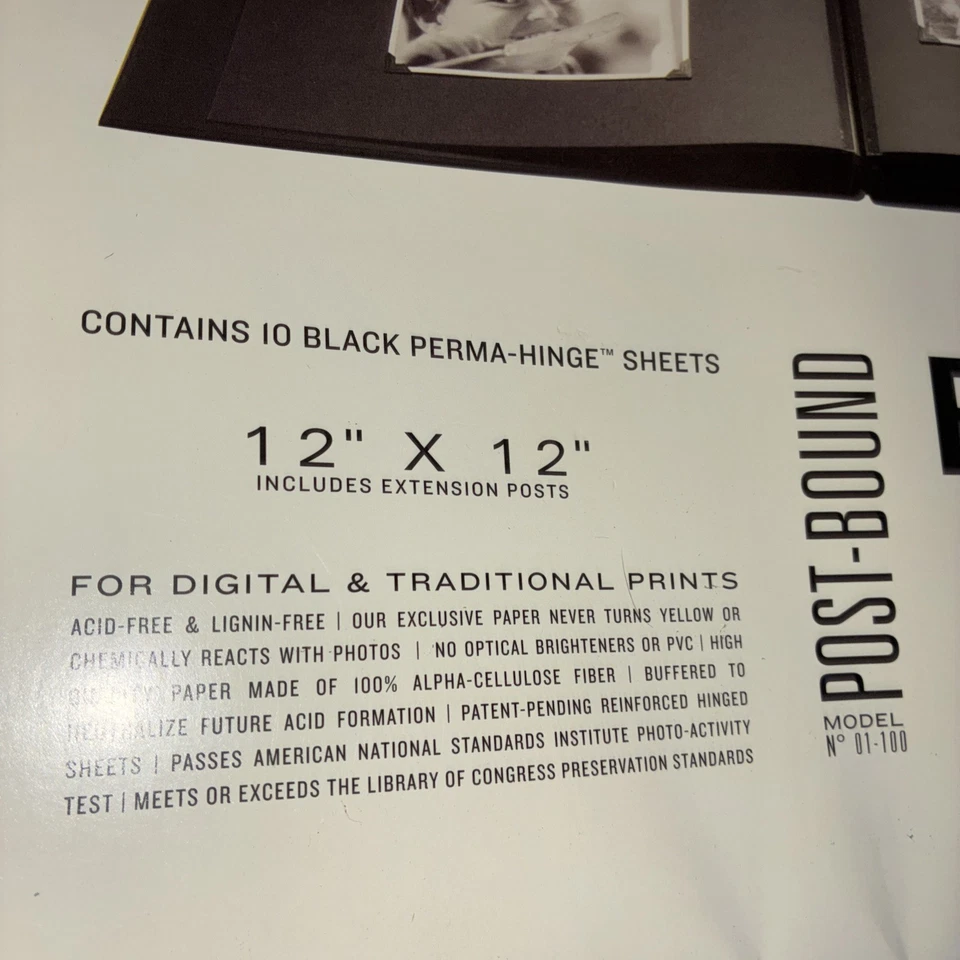 CONTAINS 10 BLACK PERMA-HINGE™ SHEETS
12" X 12"
INCLUDES EXTENSION POSTS
FOR DIGITAL & TRADITIONAL PRINTS
ACID-FREE & LIGNIN-FREE | OUR EXCLUSIVE PAPER NEVER TURNS YELLOW OR
CHEMICALLY REACTS WITH PHOTOS | NO OPTICAL BRIGHTENERS OR PVC | HIGH
QUALITY PAPER MADE OF 100% ALPHA-CELLULOSE FIBER | BUFFERED TO
NEUTRALIZE FUTURE ACID FORMATION | PATENT-PENDING REINFORCED HINGED
SHEETS | PASSES AMERICAN NATIONAL STANDARDS INSTITUTE PHOTO-ACTIVITY
TEST | MEETS OR EXCEEDS THE LIBRARY OF CONGRESS PRESERVATION STANDARDS
POST-BOUND
MODEL
Nº 01-100